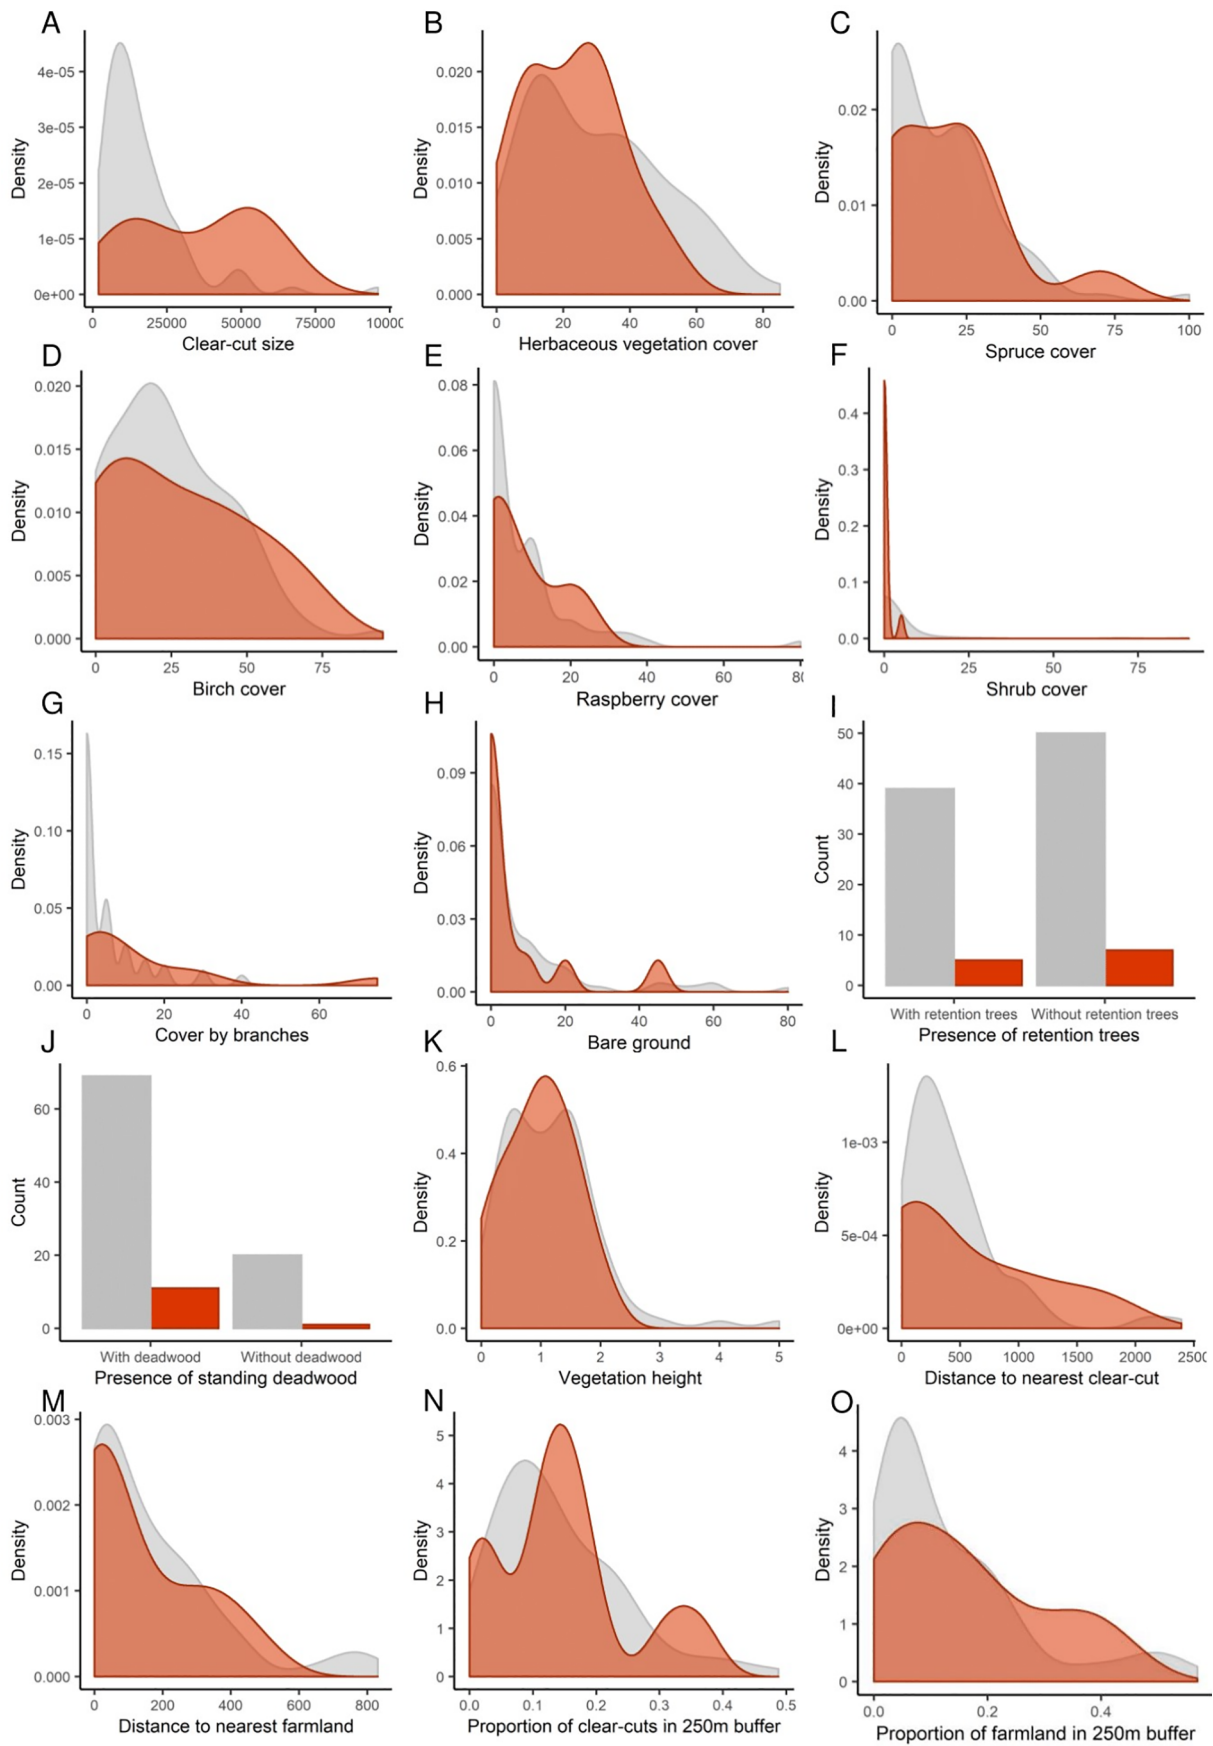 A
Density
4e-05
3e-05
2e-05
1e-05
0e+00
0 25000 50000 75000 10000
Clear-cut size
B
Density
0.020
0.015
0.010
0.005
0.000
0 20 40 60 80
Herbaceous vegetation cover
C
Density
0.02
0.01
0.00
0 25 50 75 100
Spruce cover
D
Density
0.020
0.015
0.010
0.005
0.000
0 25 50 75
Birch cover
E
Density
0.08
0.06
0.04
0.02
0.00
0 20 40 60 80
Raspberry cover
F
Density
0.4
0.3
0.2
0.1
0.0
0 25 50 75
Shrub cover
G
Density
0.15
0.10
0.05
0.00
0 20 40 60
Cover by branches
H
Density
0.09
0.06
0.03
0.00
0 20 40 60 80
Bare ground
I
Count
50
40
30
20
10
0
With retention trees Without retention trees
Presence of retention trees
J
Count
60
40
20
0
With deadwood Without deadwood
Presence of standing deadwood
K
Density
0.6
0.4
0.2
0.0
0 1 2 3 4 5
Vegetation height
L
Density
1e-03
5e-04
0e+00
0 500 1000 1500 2000 2500
Distance to nearest clear-cut
M
Density
0.003
0.002
0.001
0.000
0 200 400 600 800
Distance to nearest farmland
N
Density
5
4
3
2
1
0
0.0 0.1 0.2 0.3 0.4 0.5
Proportion of clear-cuts in 250m buffer
O
Density
4
3
2
1
0
0.0 0.2 0.4
Proportion of farmland in 250m buffer